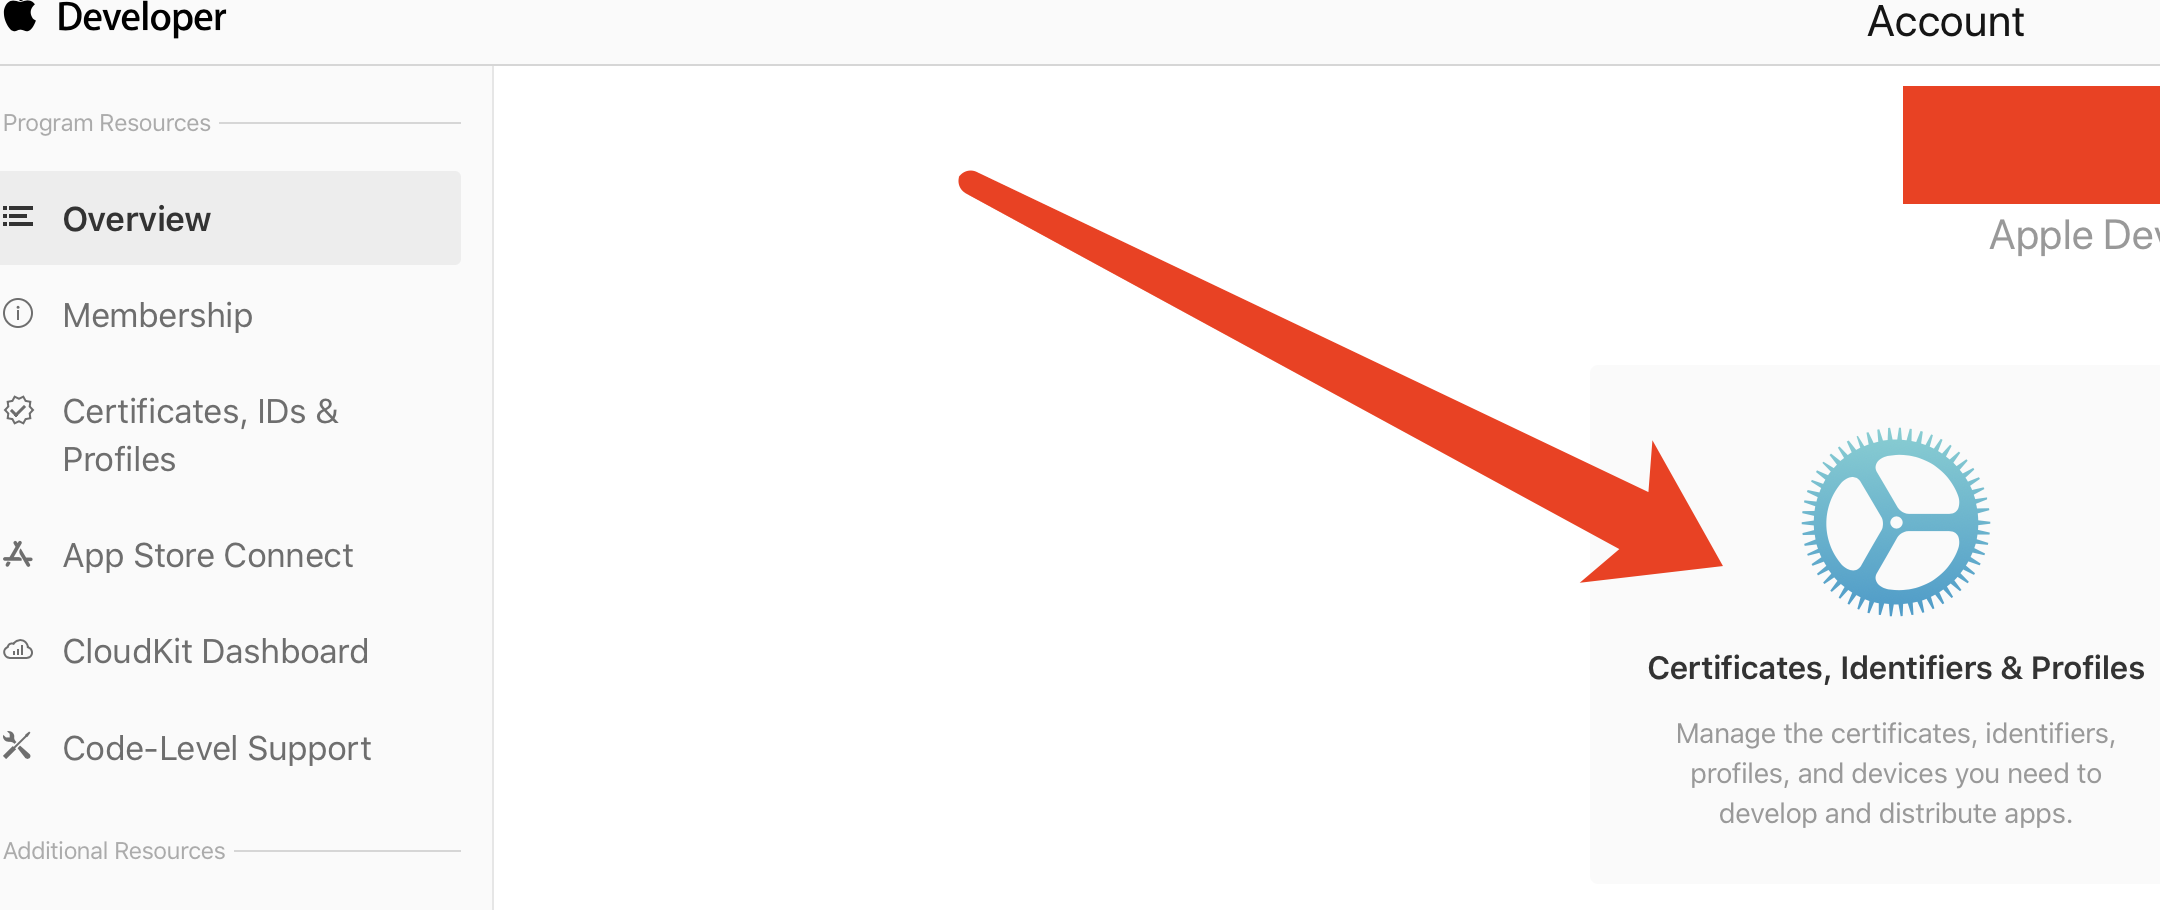 Developer
Account
Program Resources
Overview
Membership
Certificates, IDs &
Profiles
App Store Connect
CloudKit Dashboard
Code-Level Support
Additional Resources
Apple Dev
Certificates, Identifiers & Profiles
Manage the certificates, identifiers,
profiles, and devices you need to
develop and distribute apps.